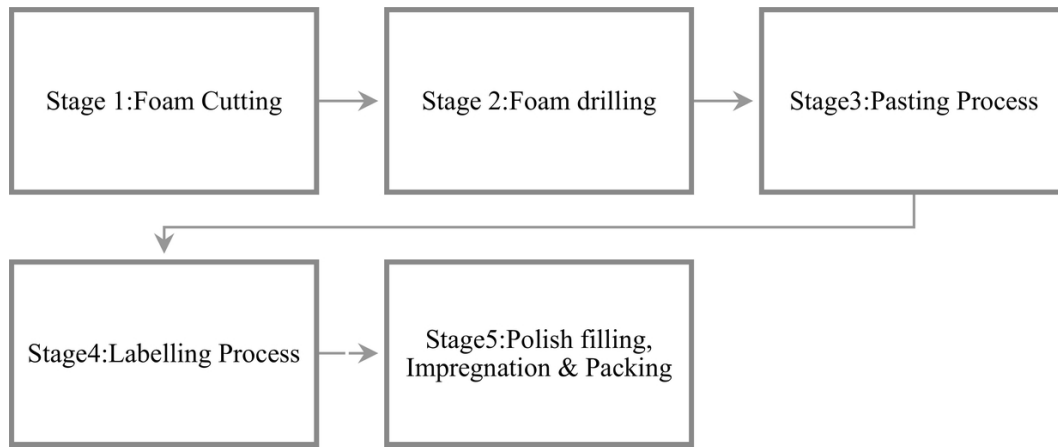 Stage 1:Foam Cutting
Stage 2:Foam drilling
Stage3:Pasting Process
Stage4:Labelling Process
Stage5:Polish filling,
Impregnation & Packing